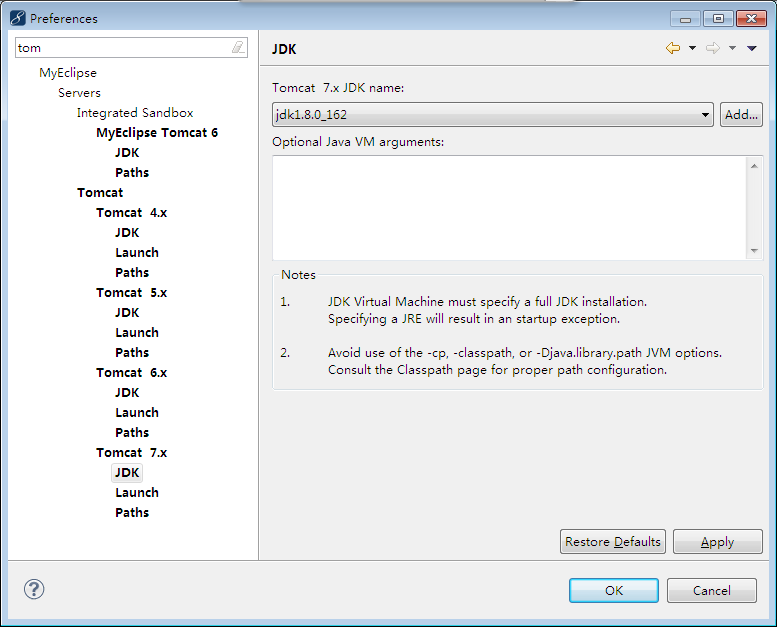 Preferences
tom
MyEclipse
Servers
Integrated Sandbox
MyEclipse Tomcat 6
JDK
Paths
Tomcat
Tomcat 4.x
JDK
Launch
Paths
Tomcat 5.x
JDK
Launch
Paths
Tomcat 6.x
JDK
Launch
Paths
Tomcat 7.x
JDK
Launch
Paths
JDK
Tomcat 7.x JDK name:
jdk1.8.0_162
Add...
Optional Java VM arguments:
Notes
1. JDK Virtual Machine must specify a full JDK installation.
Specifying a JRE will result in an startup exception.
2. Avoid use of the -cp, -classpath, or -Djava.library.path JVM options.
Consult the Classpath page for proper path configuration.
Restore Defaults
Apply
?
OK
Cancel